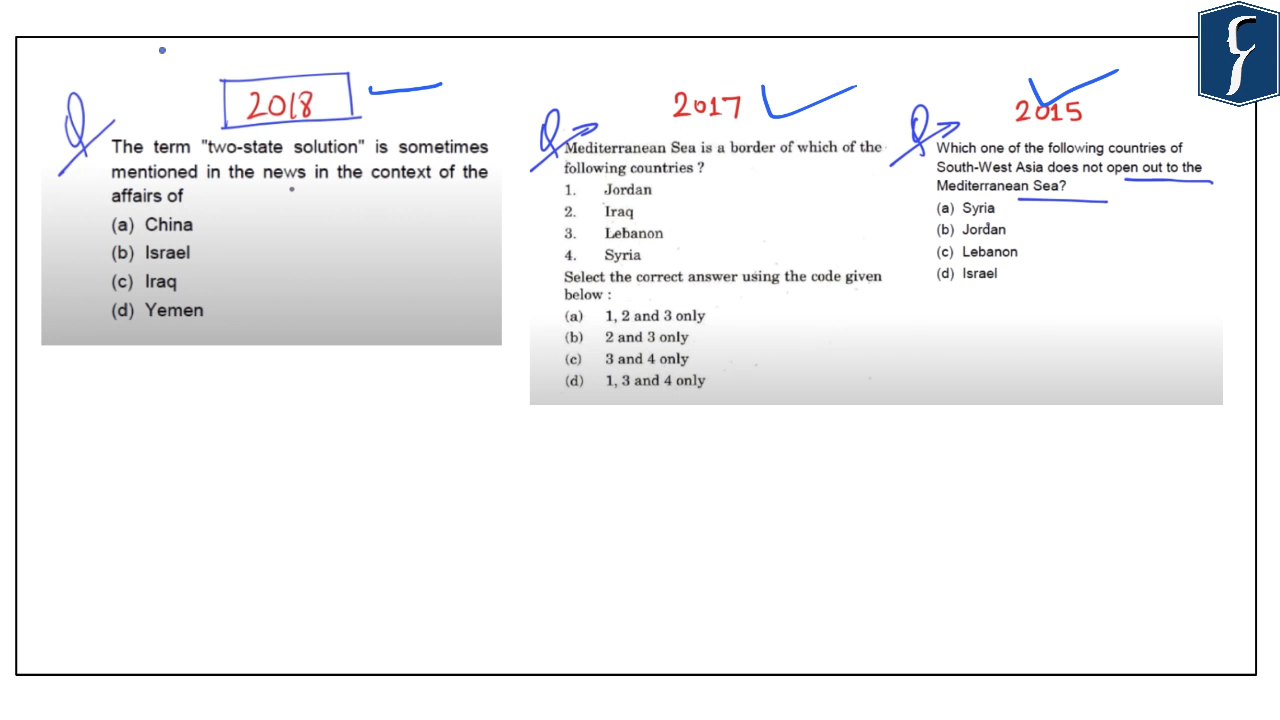 2018
The term "two-state solution" is sometimes
mentioned in the news in the context of the
affairs of
(a) China
(b) Israel
(c) Iraq
(d) Yemen
Q
2017
Q
Mediterranean Sea is a border of which of the
following countries ?
1. Jordan
2. Iraq
3. Lebanon
4. Syria
Select the correct answer using the code given
below :
(a) 1, 2 and 3 only
(b) 2 and 3 only
(c) 3 and 4 only
(d) 1, 3 and 4 only
2015
Q
Which one of the following countries of
South-West Asia does not open out to the
Mediterranean Sea?
(a) Syria
(b) Jordan
(c) Lebanon
(d) Israel